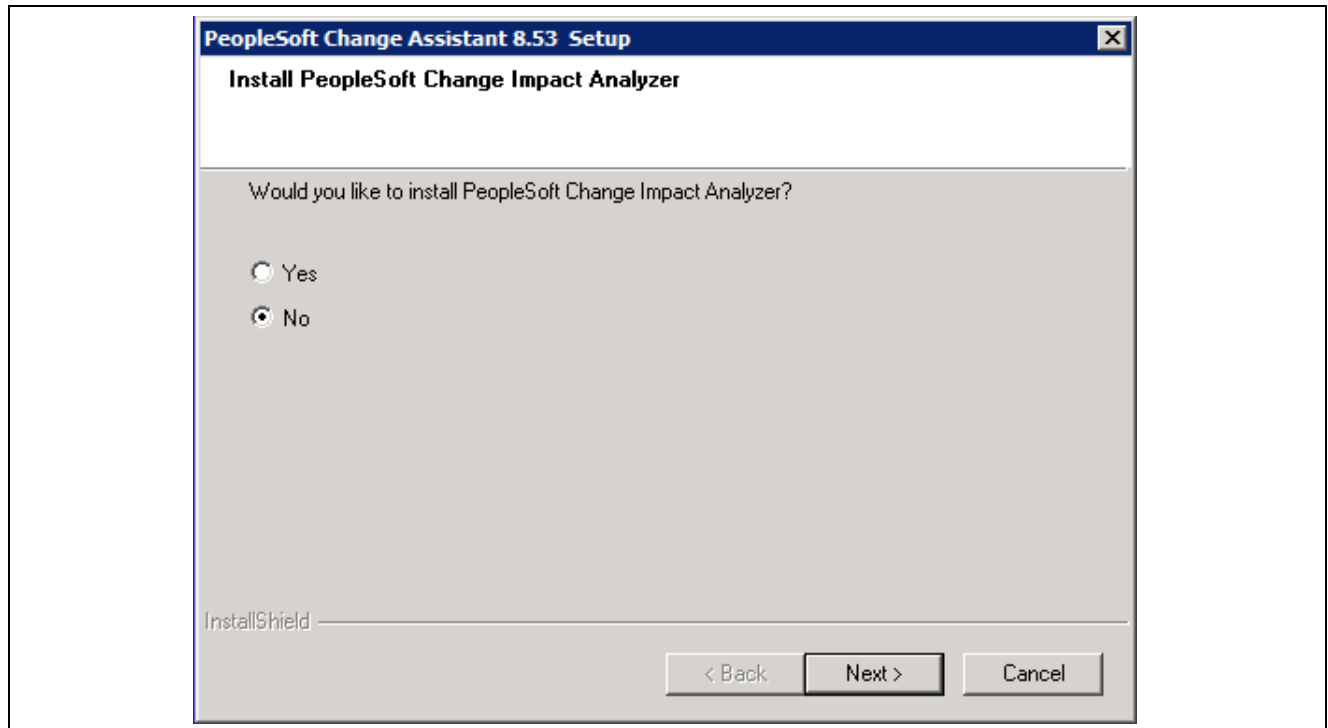 PeopleSoft Change Assistant 8.53 Setup
Install PeopleSoft Change Impact Analyzer
Would you like to install PeopleSoft Change Impact Analyzer?
Yes
No
InstallShield
< Back Next > Cancel